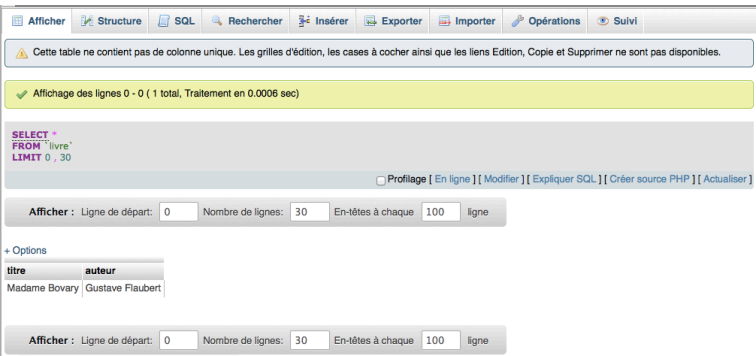 Afficher Structure SQL Rechercher Insérer Exporter Importer Opérations Suivi
Cette table ne contient pas de colonne unique. Les grilles d'édition, les cases à cocher ainsi que les liens Edition, Copie et Supprimer ne sont pas disponibles.
Affichage des lignes 0 - 0 ( 1 total, Traitement en 0.0006 sec)
SELECT *
FROM `livre`
LIMIT 0 , 30
Profilage [ En ligne ] [ Modifier ] [ Expliquer SQL ] [ Créer source PHP ] [ Actualiser ]
Afficher : Ligne de départ: 0 Nombre de lignes: 30 En-têtes à chaque 100 ligne
+ Options
titre auteur
Madame Bovary Gustave Flaubert
Afficher : Ligne de départ: 0 Nombre de lignes: 30 En-têtes à chaque 100 ligne